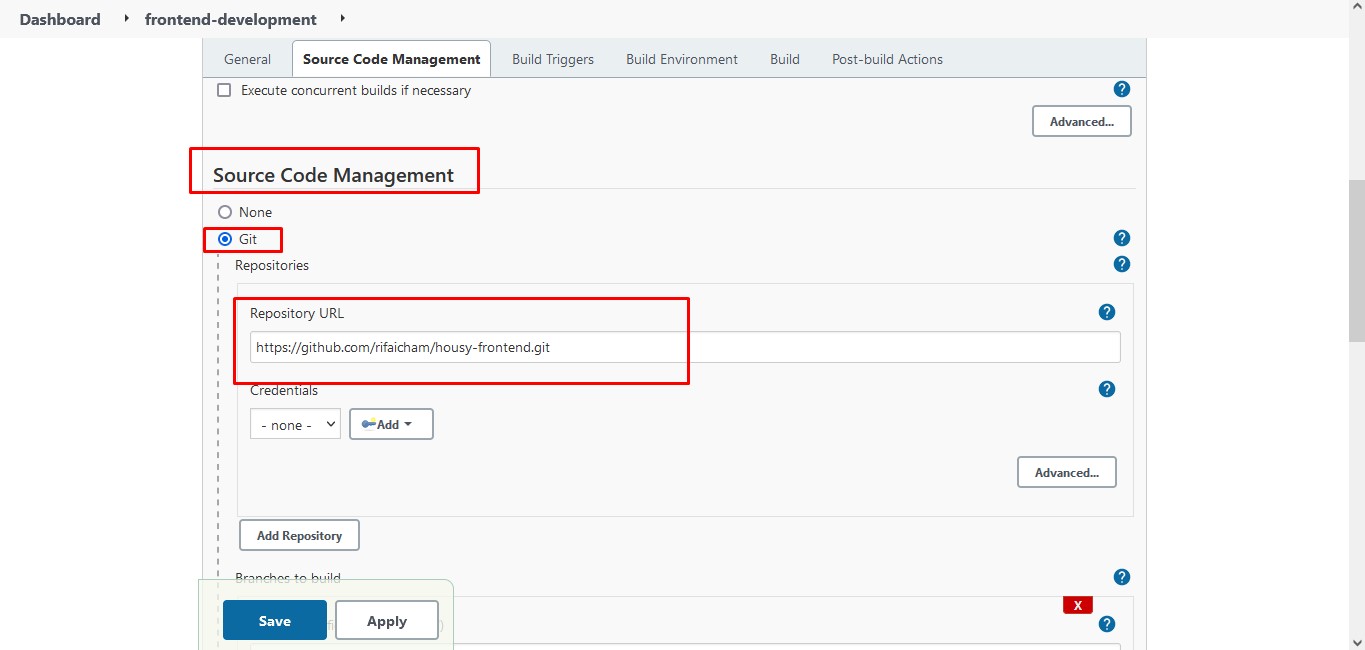 Dashboard frontend-development
General Source Code Management Build Triggers Build Environment Build Post-build Actions
Execute concurrent builds if necessary
?
Advanced...
Source Code Management
None
Git
?
Repositories
?
Repository URL
?
https://github.com/rifaicham/housy-frontend.git
Credentials
?
- none -
Add
Advanced...
Add Repository
Branches to build
?
X
?
Save Apply